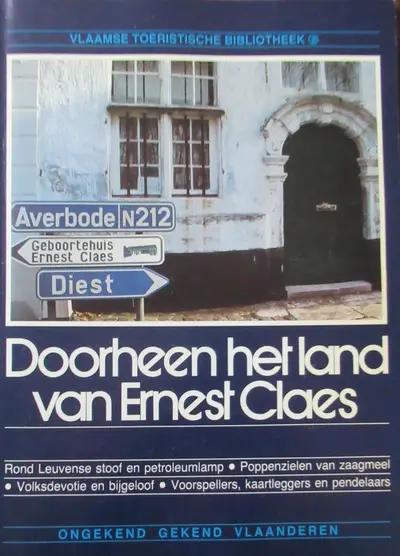 VLAAMSE TOERISTISCHE BIBLIOTHEEK
Averbode N212
Geboortehuis
Ernest Claes
Diest
Doorheen het land
van Ernest Claes
Rond Leuvense stoof en petroleumlamp • Poppenzielen van zaagmeel
• Volksdevotie en bijgeloof • Voorspellers, kaartleggers en pendelaars
ONGEKEND GEKEND VLAANDEREN